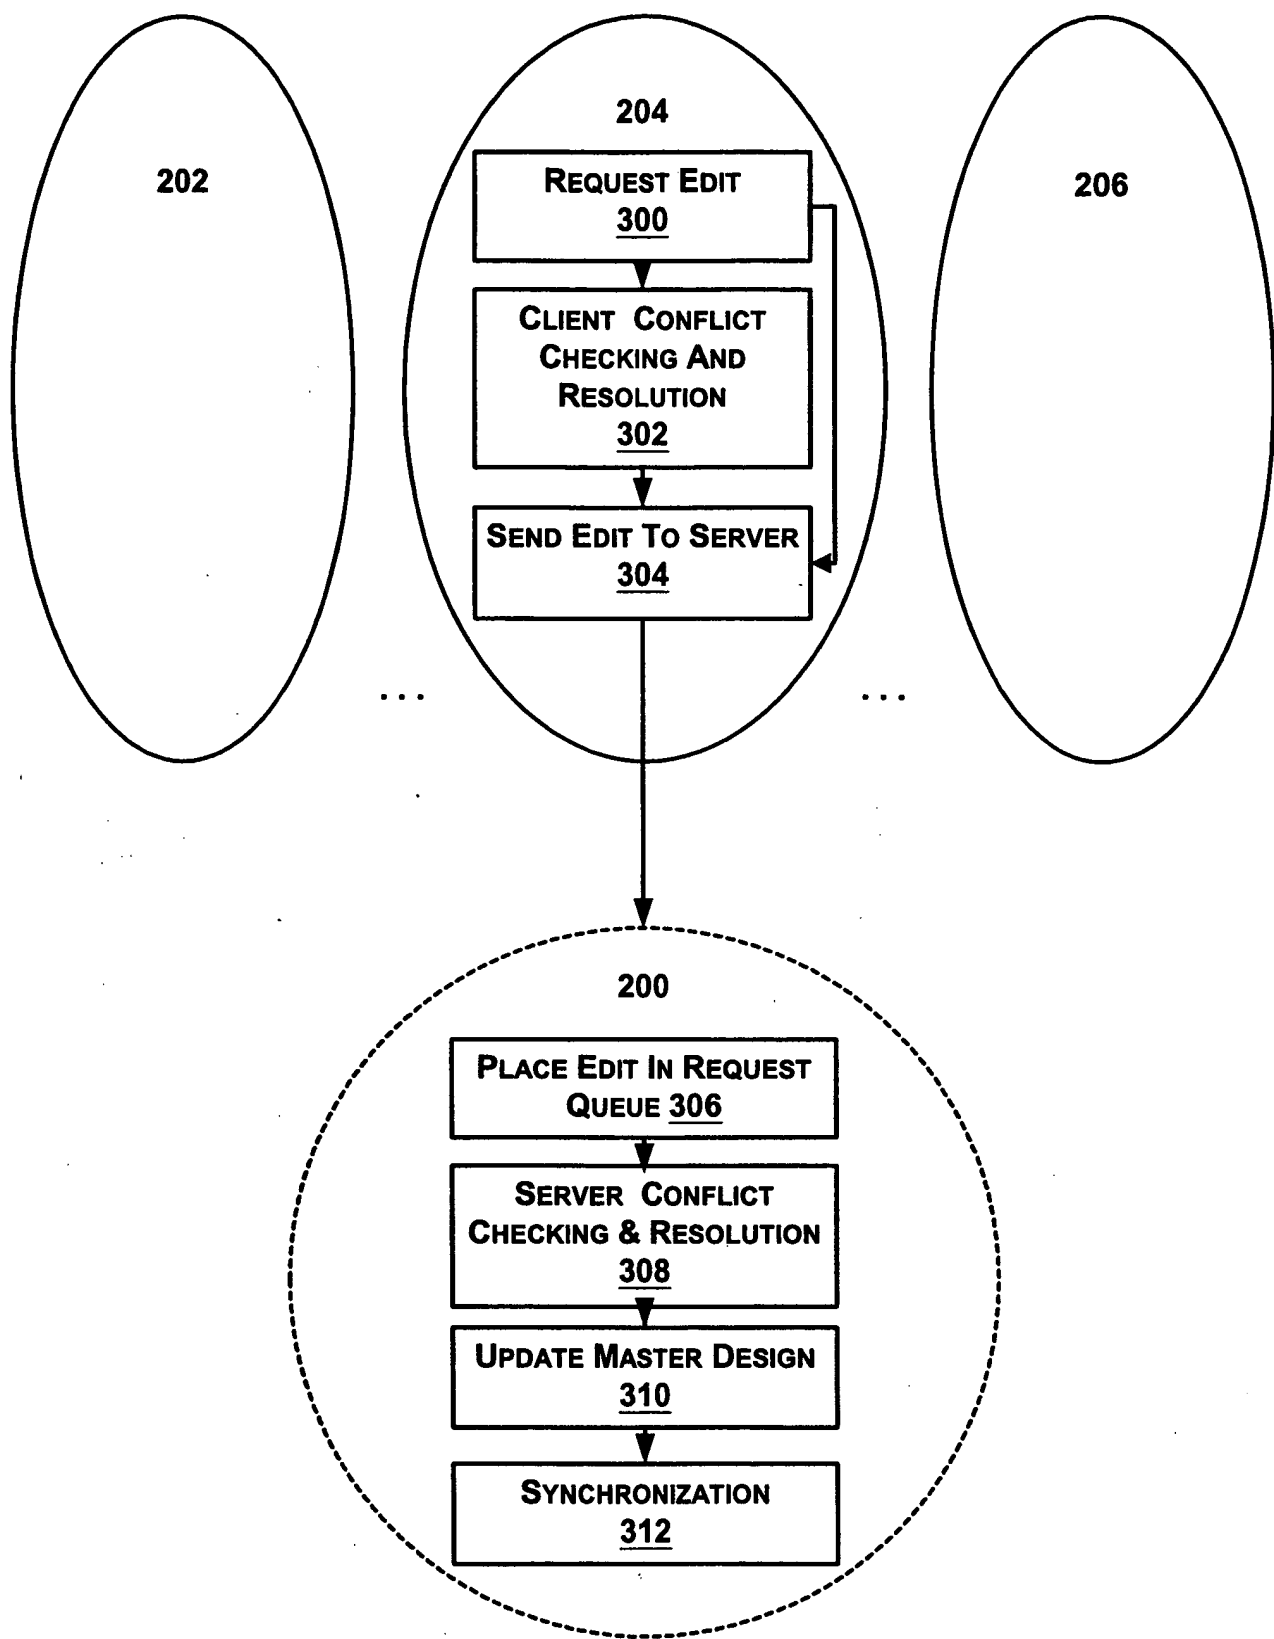 204
202
206
REQUEST EDIT
300
CLIENT CONFLICT
CHECKING AND
RESOLUTION
302
SEND EDIT TO SERVER
304
... ...
200
PLACE EDIT IN REQUEST
QUEUE 306
SERVER CONFLICT
CHECKING & RESOLUTION
308
UPDATE MASTER DESIGN
310
SYNCHRONIZATION
312